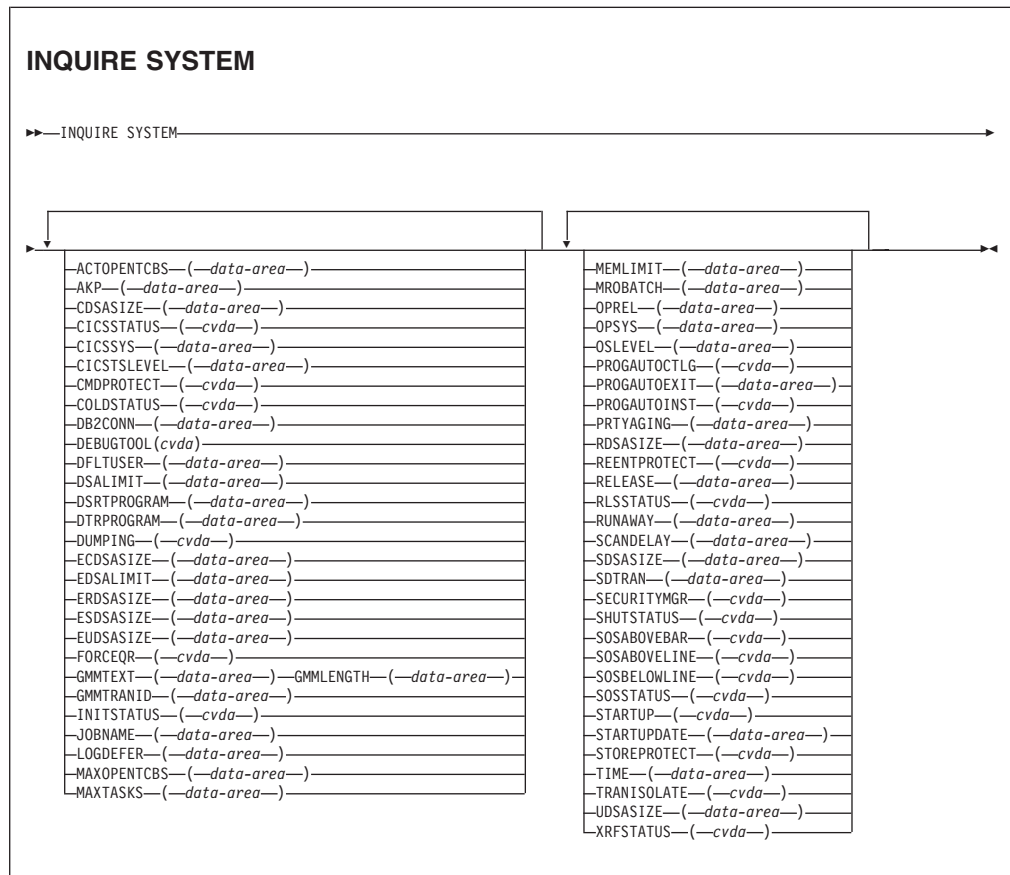 INQUIRE SYSTEM
INQUIRE SYSTEM
ACTOPENTCBS (data-area)
AKP (data-area)
CDSASIZE (data-area)
CICSSTATUS (cvda)
CICSSYS (data-area)
CICSTSLEVEL (data-area)
CMDPROTECT (cvda)
COLDSTATUS (cvda)
DB2CONN (data-area)
DEBUGTOOL(cvda)
DFLTUSER (data-area)
DSALIMIT (data-area)
DSRTPROGRAM (data-area)
DTRPROGRAM (data-area)
DUMPING (cvda)
ECDSASIZE (data-area)
EDSALIMIT (data-area)
ERDSASIZE (data-area)
ESDSASIZE (data-area)
EUDSASIZE (data-area)
FORCEQR (cvda)
GMMTEXT (data-area) GMMLENGTH (data-area)
GMMTRANID (data-area)
INITSTATUS (cvda)
JOBNAME (data-area)
LOGDEFER (data-area)
MAXOPENTCBS (data-area)
MAXTASKS (data-area)
MEMLIMIT (data-area)
MROBATCH (data-area)
OPREL (data-area)
OPSYS (data-area)
OSLEVEL (data-area)
PROGAUTOCTLG (cvda)
PROGAUTOEXIT (data-area)
PROGAUTOINST (cvda)
PRTYAGING (data-area)
RDSASIZE (data-area)
REENTPROTECT (cvda)
RELEASE (data-area)
RLSSTATUS (cvda)
RUNAWAY (data-area)
SCANDELAY (data-area)
SDSASIZE (data-area)
SDTRAN (data-area)
SECURITYMGR (cvda)
SHUTSTATUS (cvda)
SOSABOVEBAR (cvda)
SOSABOVELINE (cvda)
SOSBELOWLINE (cvda)
SOSSTATUS (cvda)
STARTUP (cvda)
STARTUPDATE (data-area)
STOREPROTECT (cvda)
TIME (data-area)
TRANISOLATE (cvda)
UDSASIZE (data-area)
XRFSTATUS (cvda)